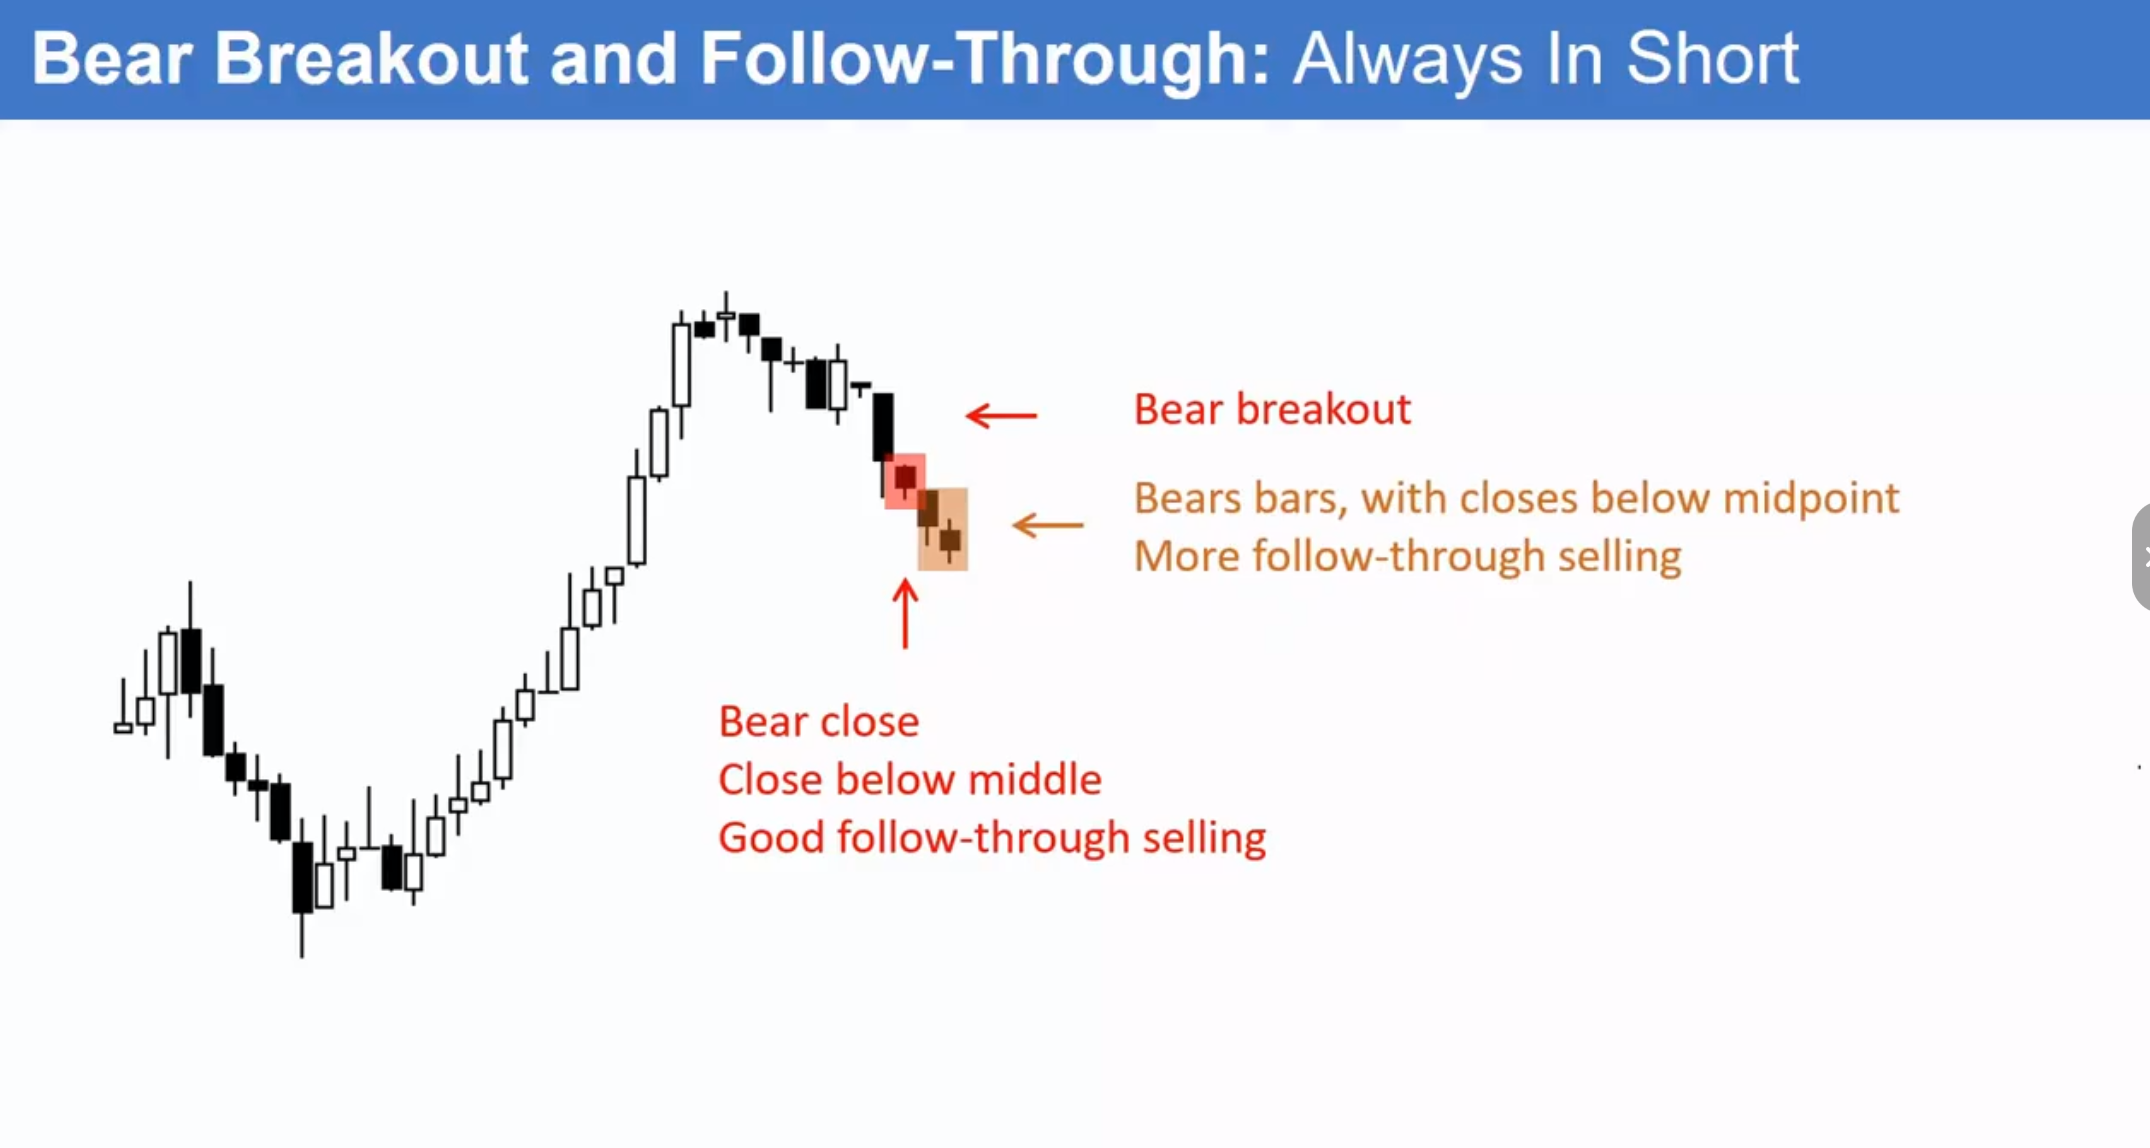 Bear Breakout and Follow-Through: Always In Short
Bear breakout
Bears bars, with closes below midpoint
More follow-through selling
Bear close
Close below middle
Good follow-through selling